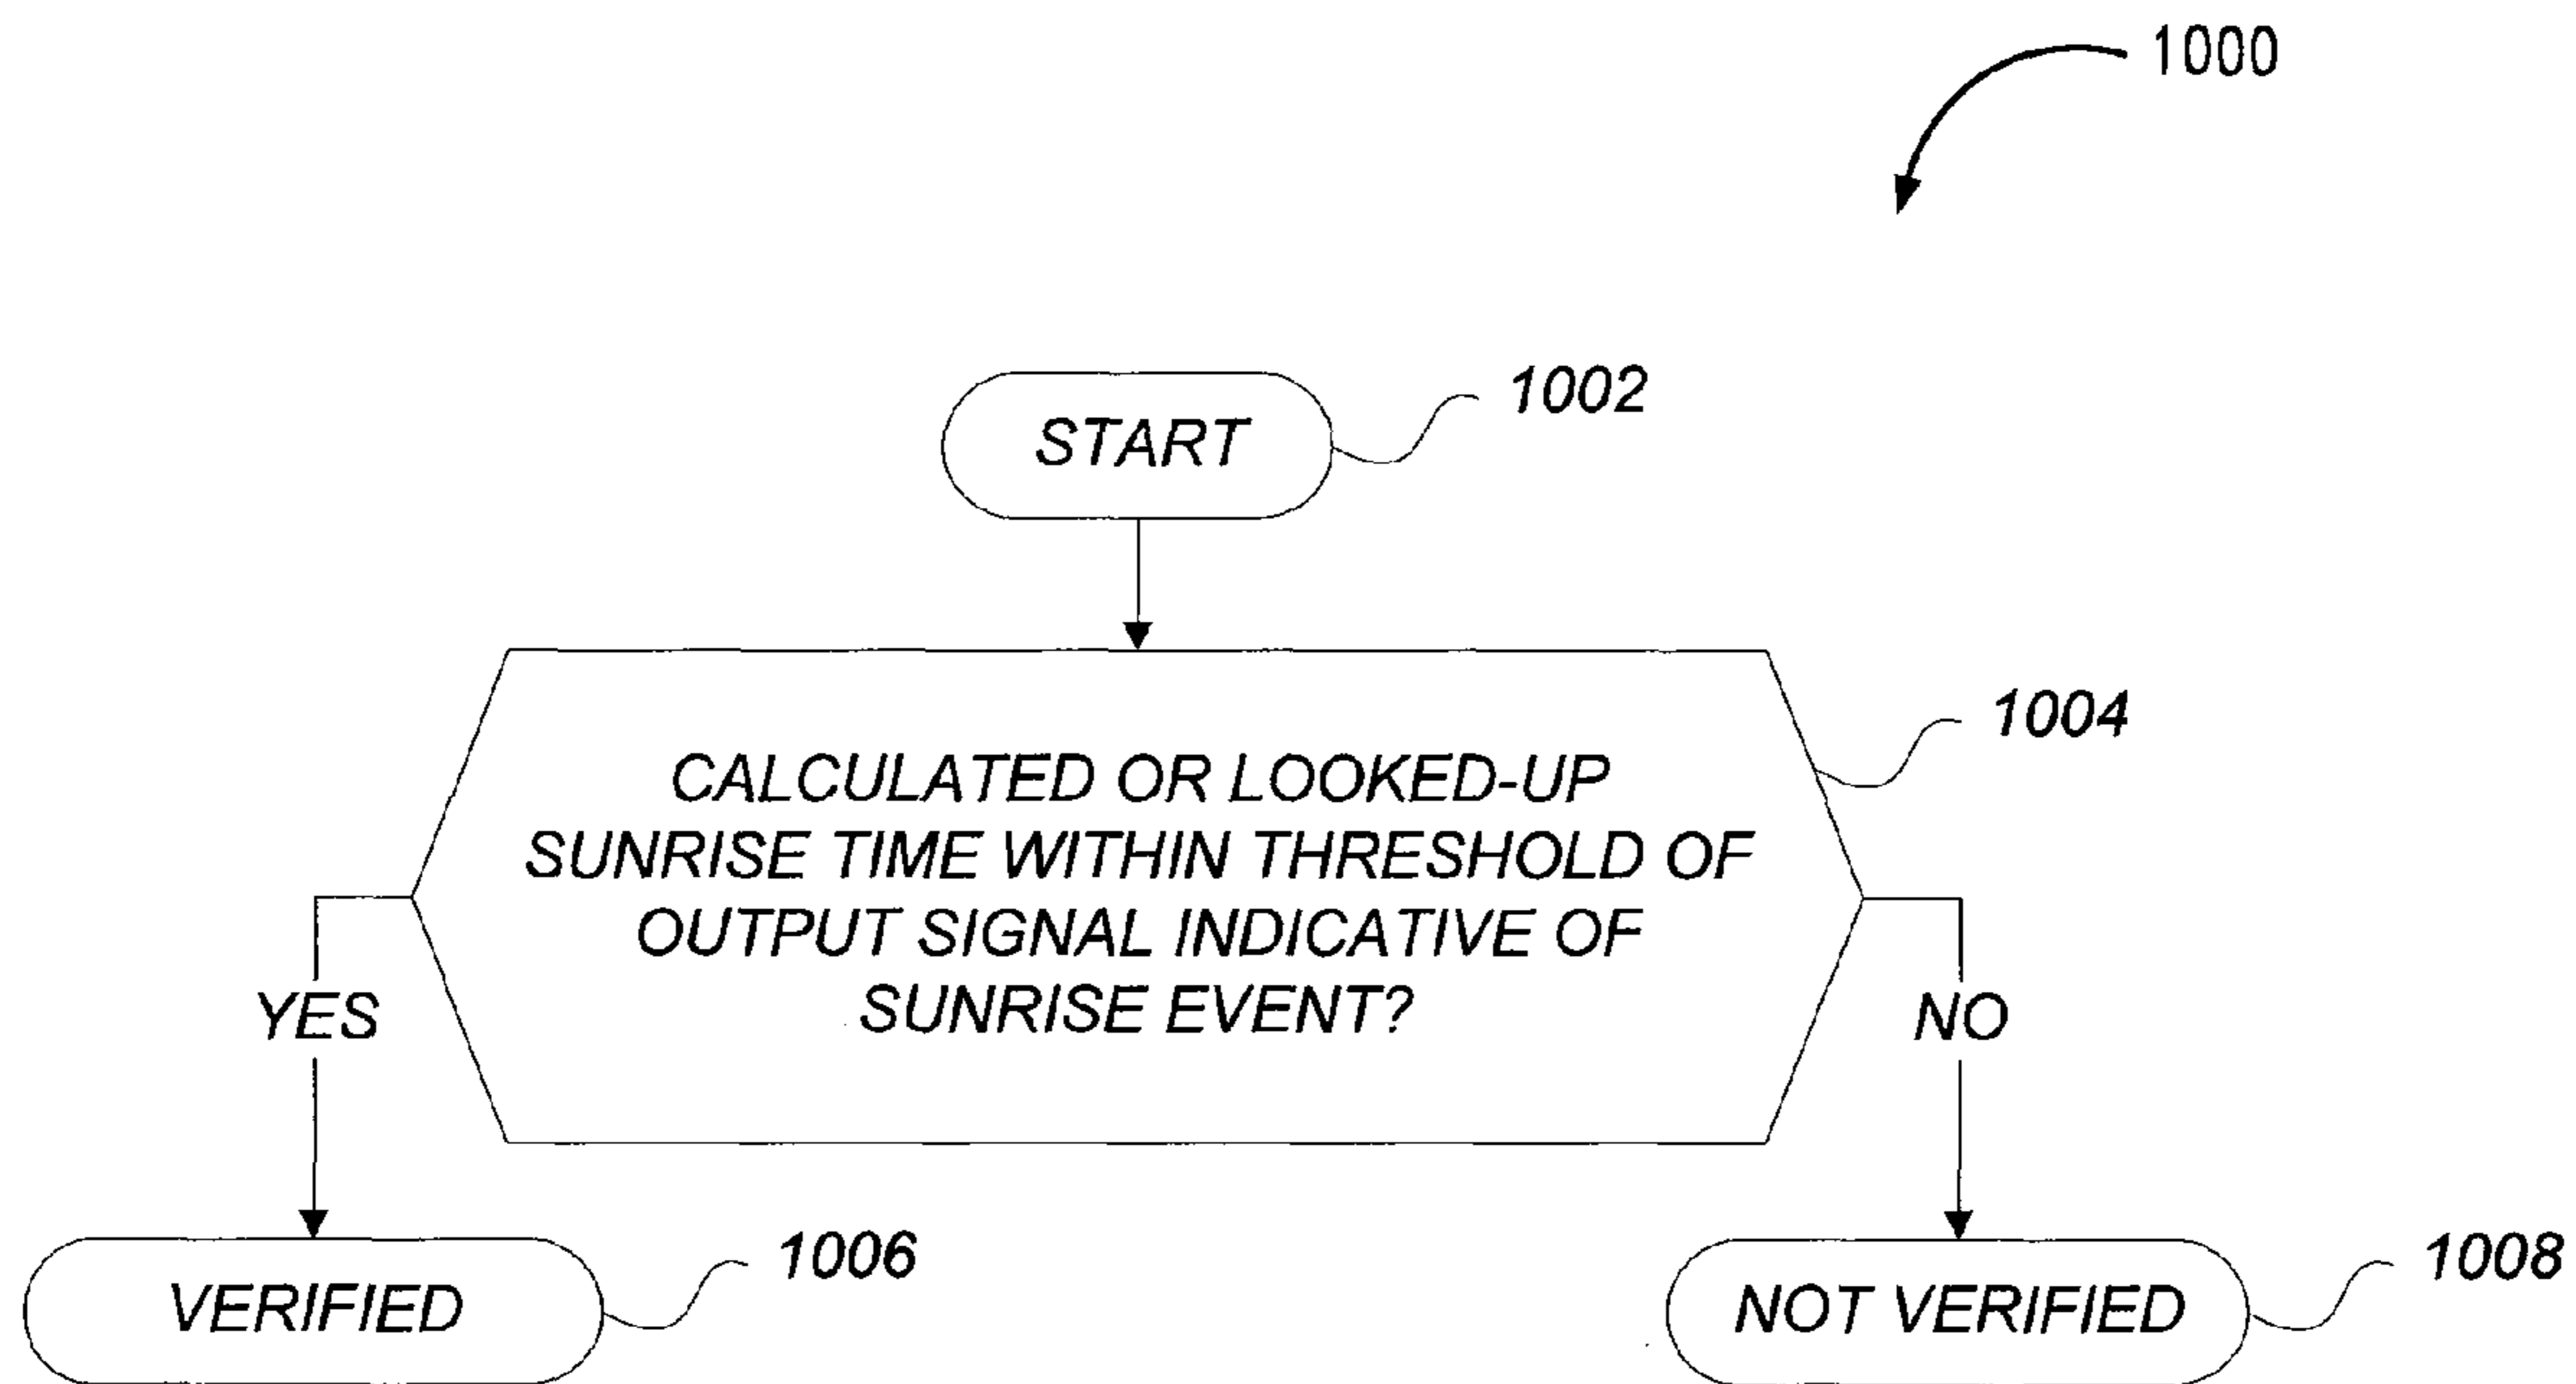 1000
START
1002
CALCULATED OR LOOKED-UP
SUNRISE TIME WITHIN THRESHOLD OF
OUTPUT SIGNAL INDICATIVE OF
SUNRISE EVENT?
1004
YES
NO
VERIFIED
1006
NOT VERIFIED
1008